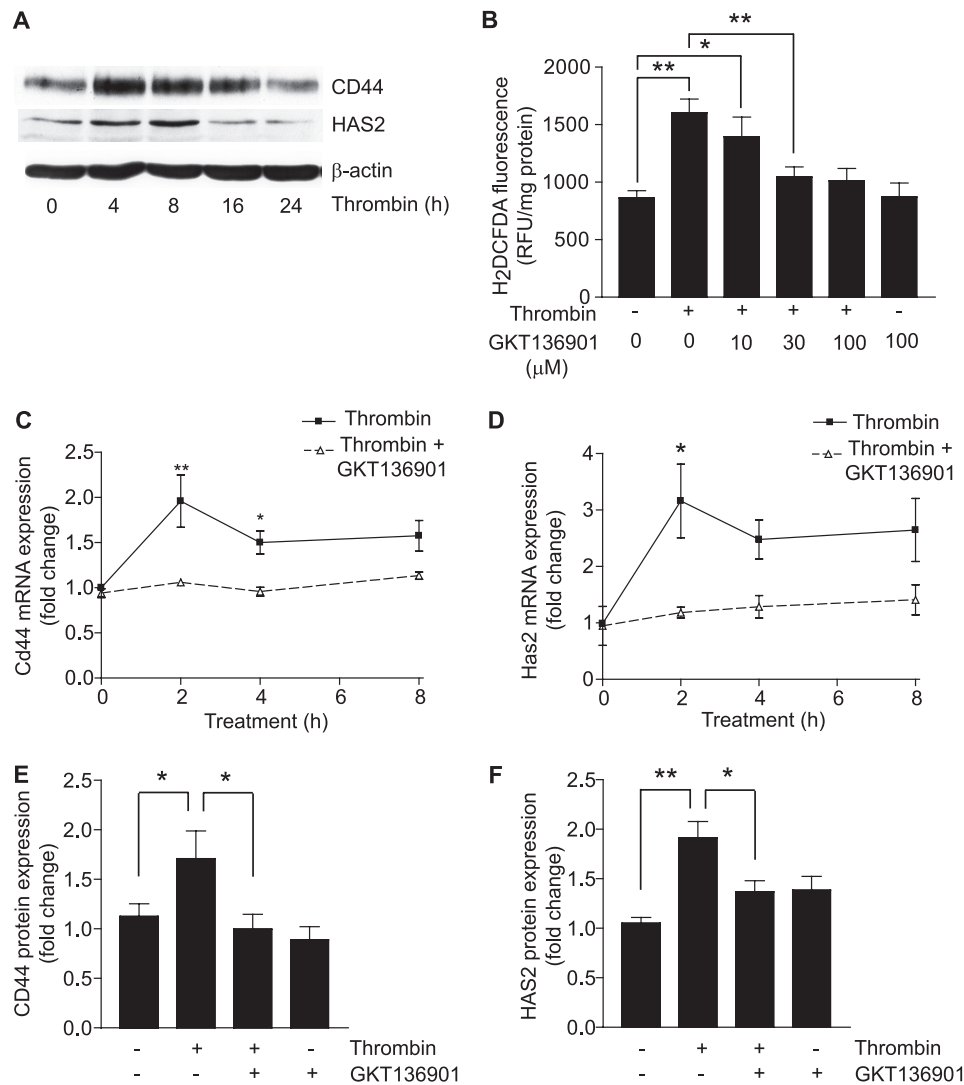 A
CD44
HAS2
β-actin
0 4 8 16 24 Thrombin (h)
B
** 
* 
** 
H2DCFDA fluorescence
(RFU/mg protein)
2000
1500
1000
500
0
Thrombin - + + + + -
GKT136901 0 0 10 30 100 100
(μM)
C
Thrombin
Thrombin +
GKT136901
Cd44 mRNA expression
(fold change)
2.5
2.0
1.5
1.0
0.5
0.0
**
*
0 2 4 6 8
Treatment (h)
D
Thrombin
Thrombin +
GKT136901
Has2 mRNA expression
(fold change)
4
3
2
1
0
*
0 2 4 6 8
Treatment (h)
E
CD44 protein expression
(fold change)
2.5
2.0
1.5
1.0
0.5
0.0
* *
- + + - Thrombin
- - + + GKT136901
F
HAS2 protein expression
(fold change)
2.5
2.0
1.5
1.0
0.5
0.0
** *
- + + - Thrombin
- - + + GKT136901